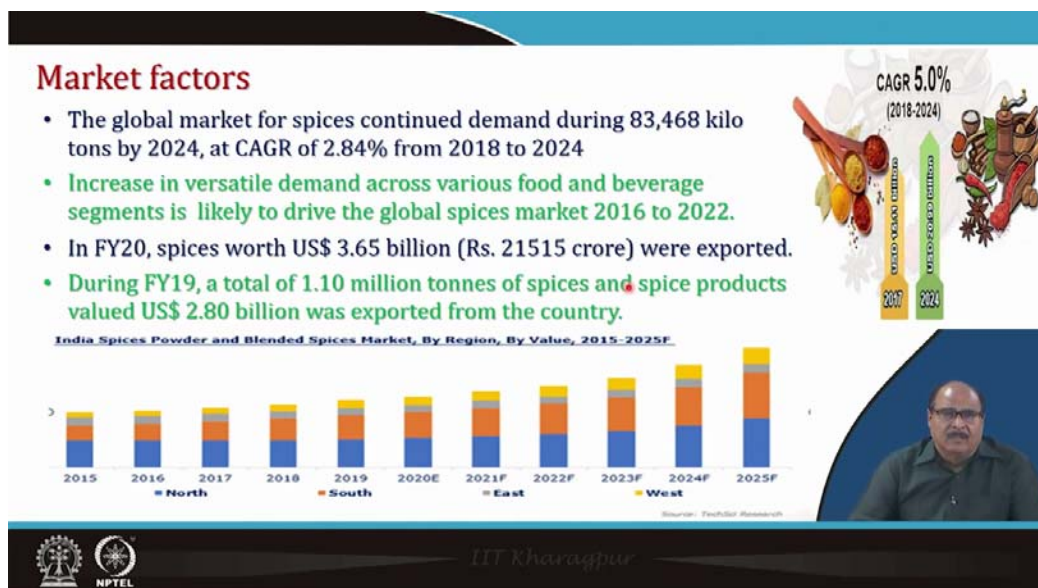 Market factors
• The global market for spices continued demand during 83,468 kilo
tons by 2024, at CAGR of 2.84% from 2018 to 2024
• Increase in versatile demand across various food and beverage
segments is likely to drive the global spices market 2016 to 2022.
• In FY20, spices worth US$ 3.65 billion (Rs. 21515 crore) were exported.
• During FY19, a total of 1.10 million tonnes of spices and spice products
valued US$ 2.80 billion was exported from the country.
CAGR 5.0%
(2018-2024)
2017
2024
India Spices Powder and Blended Spices Market, By Region, By Value, 2015-2025F
2015 2016 2017 2018 2019 2020E 2021F 2022F 2023F 2024F 2025F
North South East West
Source: TechSci Research
NPTEL
IIT Kharagpur